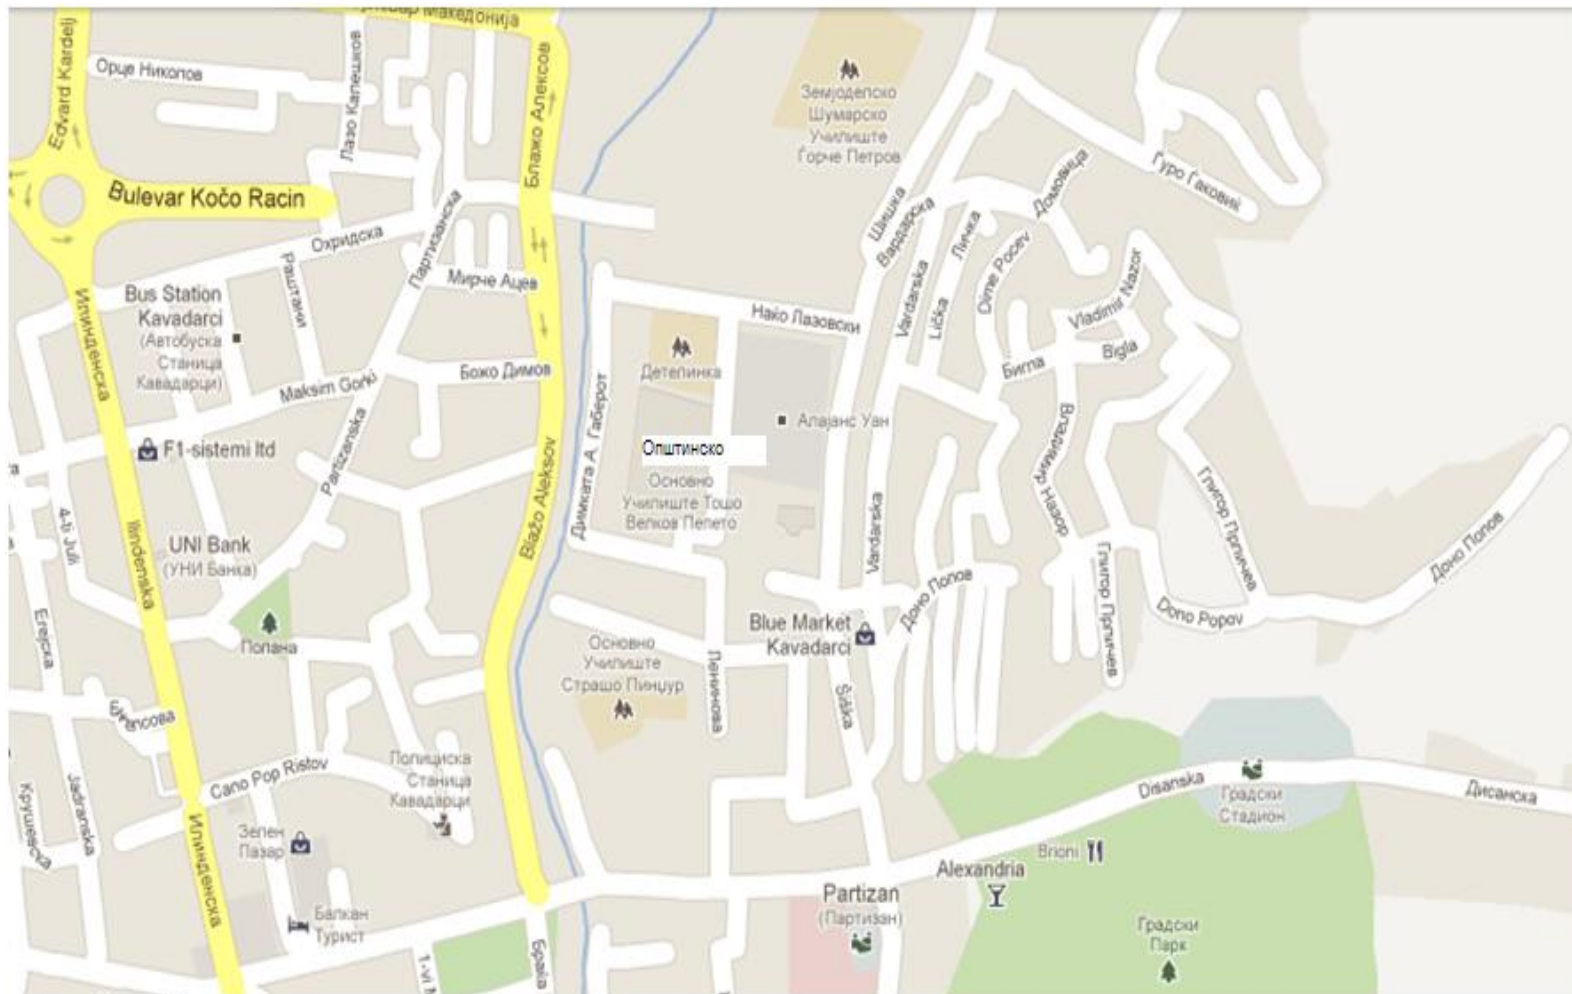 Македонија
Edvard Kardelj
Орце Николов
Лазо Капешков
Блажо Алексов
Земјоделско
Шумарско
Училиште
Ѓорче Петров
Ѓуро Ѓаковиќ
Bulevar Kočo Racin
Охридска
Партизанска
Шишка
Вардарска
Личка
Домовица
Раштани
Мирче Ацев
Bus Station
Kavadarci
(Автобуска
Станица
Кавадарци)
Илинденска
Vardarska
Lička
Dime Pocev
Vladimir Nazor
Нако Лазовски
Bigla
Бигла
Детелинка
Божо Димов
Maksim Gorki
Partizanska
Димката А. Габерот
Алајанс Уан
Општинско
F1-sistemi ltd
Основно
Училиште Тошо
Велков Пепето
Blažo Aleksov
Владимир Назор
Глигор Прличев
Доно Попов
4-ti Juli
Ilindenska
UNI Bank
(УНИ Банка)
Vardarska
Доно Попов
Глигор Прличев
Dono Popov
Ерејска
Полана
Основно
Училиште
Страшо Пинџур
Blue Market
Kavadarci
Ленинова
Šiška
Cano Pop Ristov
Полициска
Станица
Кавадарци
Disanska
Градски
Стадион
Дисанска
Крушевска
Jadranska
Илинденска
Зелен
Пазар
Brioni
Alexandria
Partizan
(Партизан)
Балкан
Турист
1-vi M
Браќа
Градски
Парк